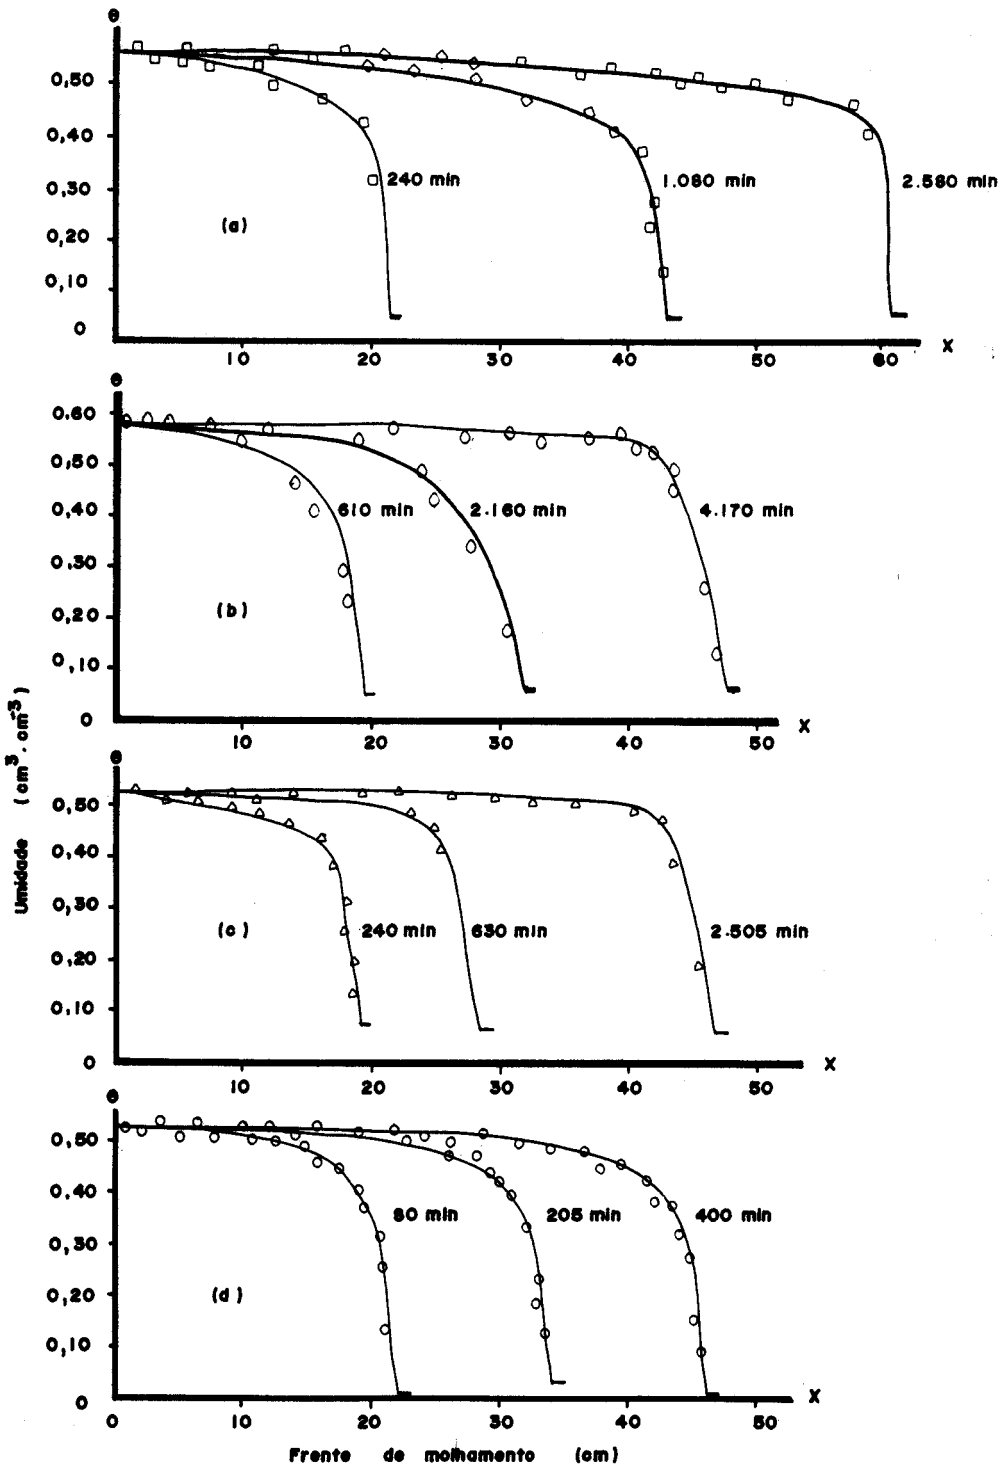 θ
0,50
0,40
0,30
0,20
0,10
0
240 min
1.080 min
2.580 min
(a)
10 20 30 40 50 60 X
θ
0.60
0,50
0,40
0,30
0,20
0,10
0
610 min
2.160 min
4.170 min
(b)
10 20 30 40 50 X
θ
0,50
0,40
0,30
0,20
0,10
0
240 min
630 min
2.505 min
(c)
10 20 30 40 50 X
θ
0,50
0,40
0,30
0,20
0,10
0
80 min
205 min
400 min
(d)
0 10 20 30 40 50 X
Umidade (cm³.cm⁻³)
Frente de molhamento (cm)